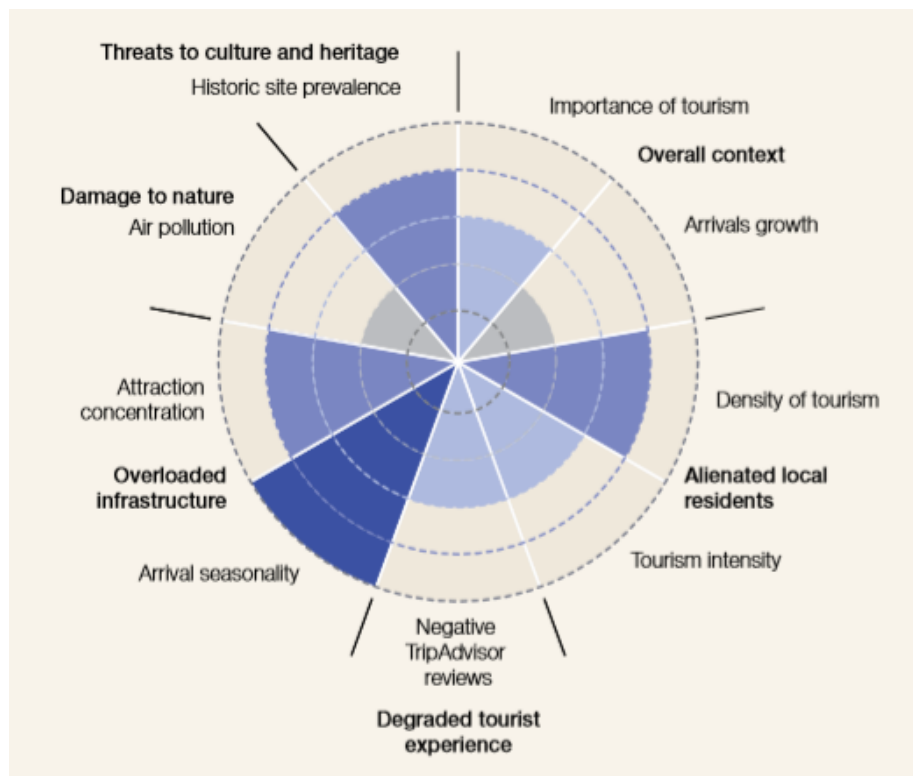 Threats to culture and heritage
Historic site prevalence
Importance of tourism
Overall context
Arrivals growth
Damage to nature
Air pollution
Attraction
concentration
Density of tourism
Overloaded
infrastructure
Alienated local
residents
Arrival seasonality
Tourism intensity
Negative
TripAdvisor
reviews
Degraded tourist
experience